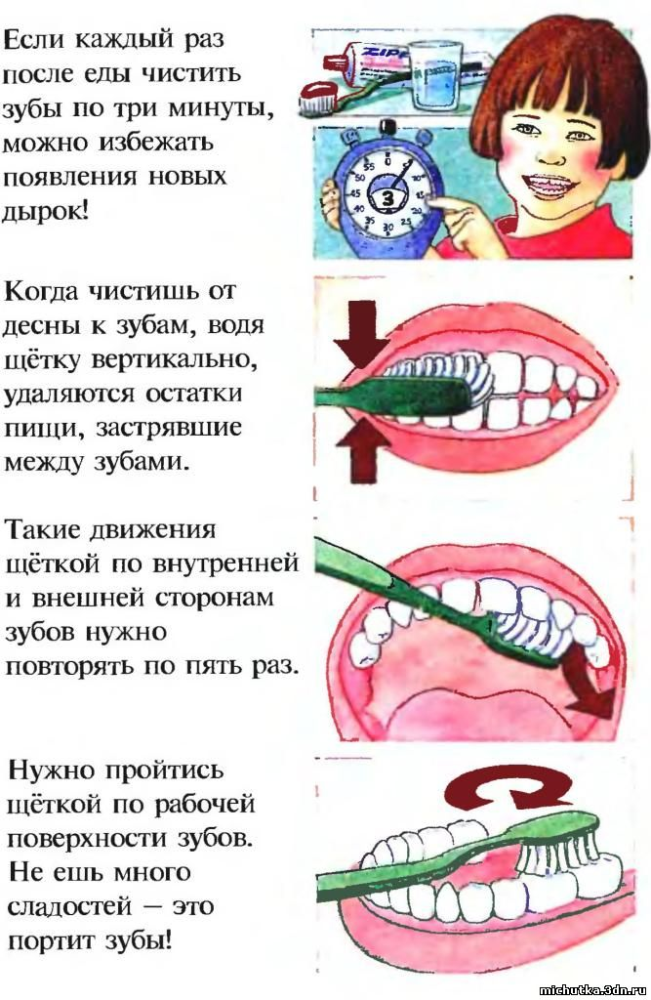 Если каждый раз
после еды чистить
зубы по три минуты,
можно избежать
появления новых
дырок!
55 0 5
50 10
45 3 15
40 20
35 30 25
Когда чистишь от
десны к зубам, водя
щётку вертикально,
удаляются остатки
пищи, застрявшие
между зубами.
Такие движения
щёткой по внутренней
и внешней сторонам
зубов нужно
повторять по пять раз.
Нужно пройтись
щёткой по рабочей
поверхности зубов.
Не ешь много
сладостей – это
портит зубы!
michutka.3dn.ru